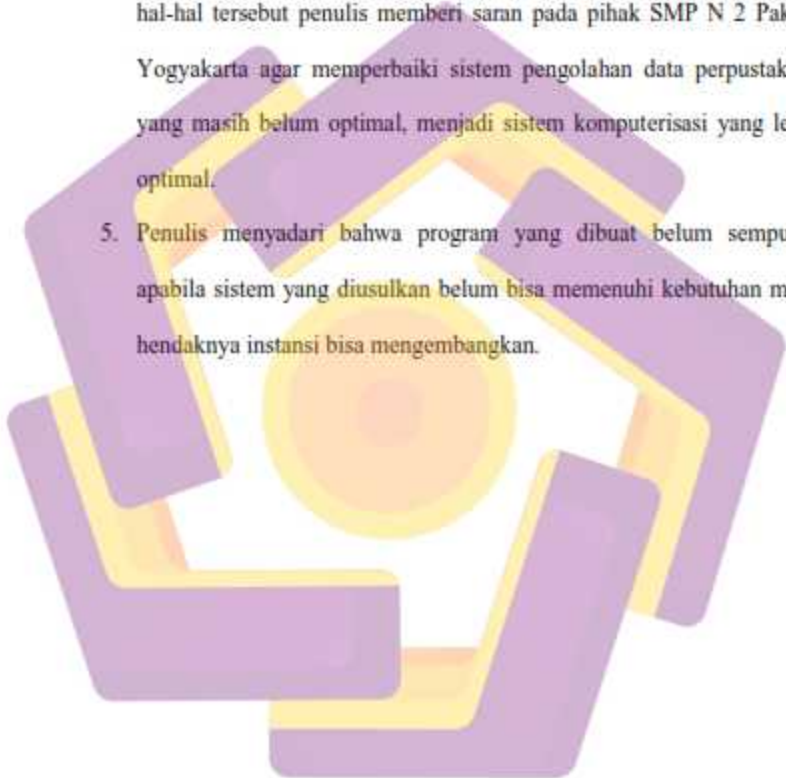 hal-hal tersebut penulis memberi saran pada pihak SMP N 2 Pak
Yogyakarta agar memperbaiki sistem pengolahan data perpustak
yang masih belum optimal, menjadi sistem komputerisasi yang le
optimal.
5. Penulis menyadari bahwa program yang dibuat belum sempu
apabila sistem yang diusulkan belum bisa memenuhi kebutuhan m
hendaknya instansi bisa mengembangkan.